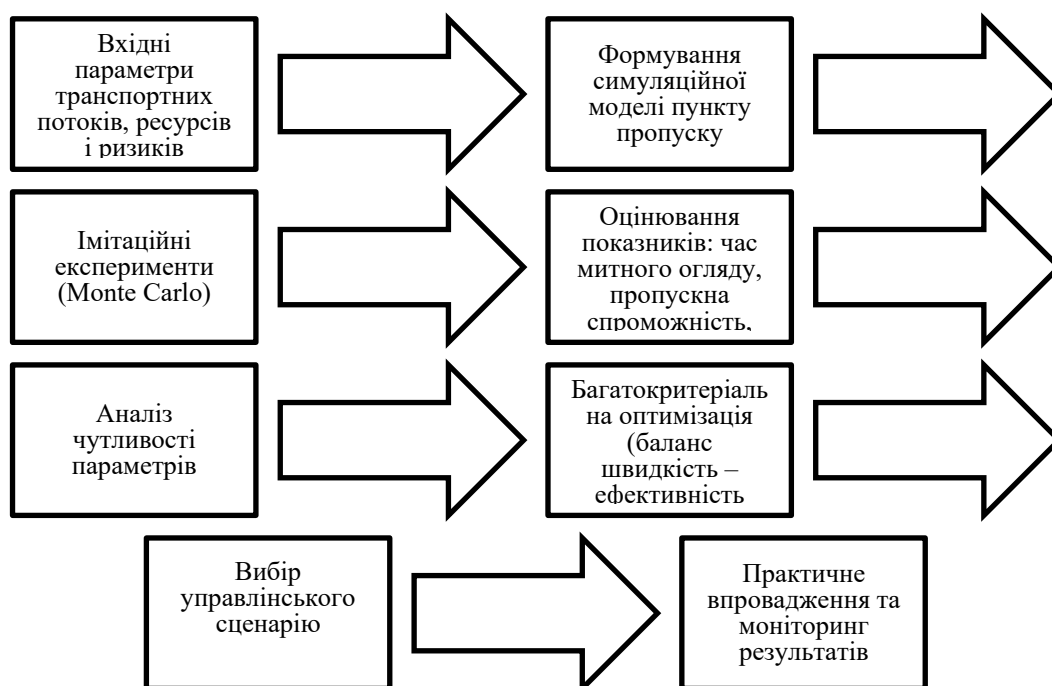 Вхідні
параметри
транспортних
потоків, ресурсів
і ризиків
Формування
симуляційної
моделі пункту
пропуску
Імітаційні
експерименти
(Monte Carlo)
Оцінювання
показників: час
митного огляду,
пропускна
спроможність,
Аналіз
чутливості
параметрів
Багатокритеріаль
на оптимізація
(баланс
швидкість –
ефективність
Вибір
управлінського
сценарію
Практичне
впровадження та
моніторинг
результатів